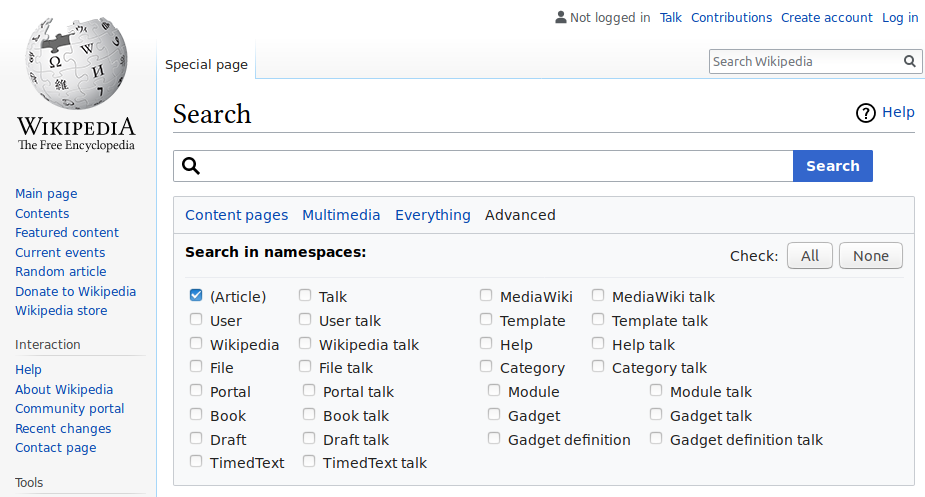 Not logged in Talk Contributions Create account Log in
Special page
Search Wikipedia
WIKIPEDIA
The Free Encyclopedia
Main page
Contents
Featured content
Current events
Random article
Donate to Wikipedia
Wikipedia store
Interaction
Help
About Wikipedia
Community portal
Recent changes
Contact page
Tools
Search
Help
Search
Content pages Multimedia Everything Advanced
Search in namespaces:
Check: All None
(Article) Talk MediaWiki MediaWiki talk
User User talk Template Template talk
Wikipedia Wikipedia talk Help Help talk
File File talk Category Category talk
Portal Portal talk Module Module talk
Book Book talk Gadget Gadget talk
Draft Draft talk Gadget definition Gadget definition talk
TimedText TimedText talk